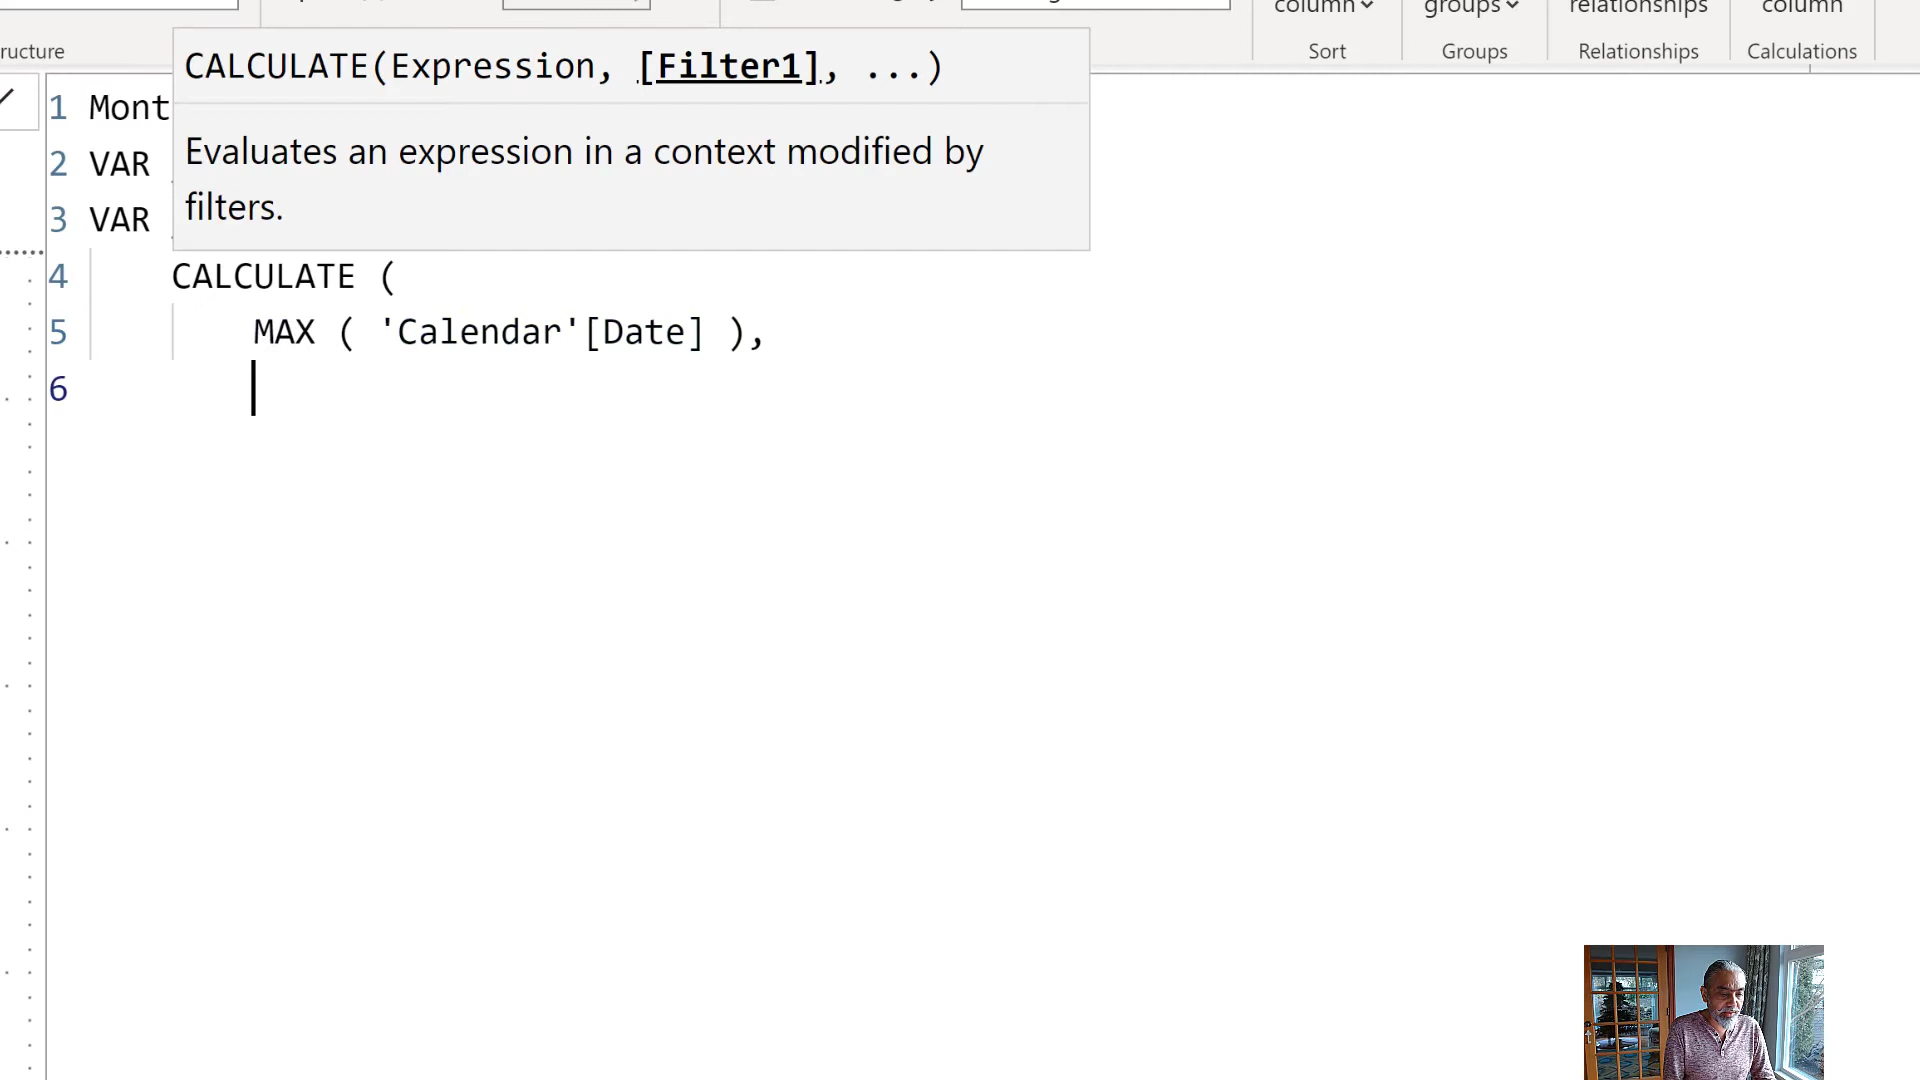 column groups relationships column
ructure Sort Groups Relationships Calculations
CALCULATE(Expression, [Filter1], ...)
Evaluates an expression in a context modified by
filters.
1 Mont
2 VAR
3 VAR
4 CALCULATE (
5 MAX ( 'Calendar'[Date] ),
6